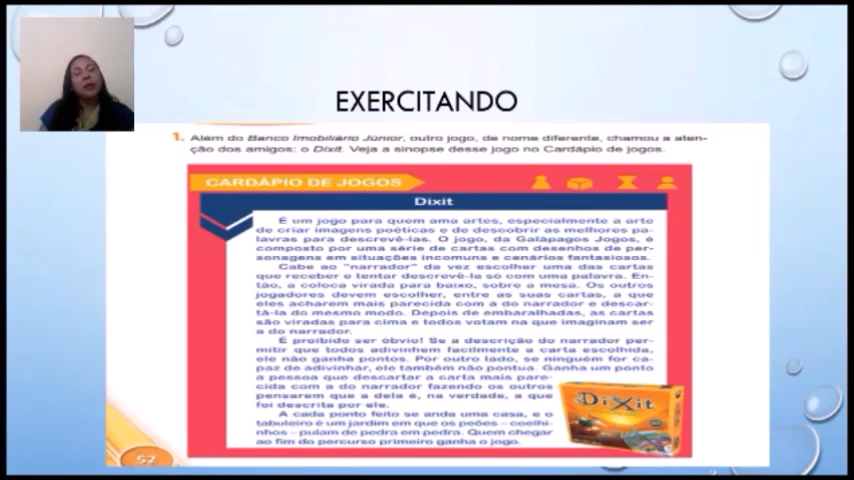 EXERCITANDO
1. Além do Banco Imobiliário Júnior, outro jogo, de nome diferente, chamou a aten-
ção dos amigos: o Dixit. Veja a sinopse desse jogo no Cardápio de jogos.
CARDÁPIO DE JOGOS
Dixit
É um jogo para quem ama artes, especialmente a arte
de criar imagens poéticas e de descobrir as melhores pa-
lavras para descrevê-las. O jogo, da Galápagos Jogos, é
composto por uma série de cartas com desenhos de per-
sonagens em situações incomuns e cenários fantasiosos.
Cabe ao "narrador" da vez escolher uma das cartas
que receber e tentar descrevê-la só com uma palavra. En-
tão, a coloca virada para baixo, sobre a mesa. Os outros
jogadores devem escolher, entre as suas cartas, a que
eles acharem mais parecida com a do narrador e descar-
tá-la do mesmo modo. Depois de embaralhadas, as cartas
são viradas para cima e todos votam na que imaginam ser
a do narrador.
É proibido ser óbvio! Se a descrição do narrador per-
mitir que todos adivinhem facilmente a carta escolhida,
ele não ganha pontos. Por outro lado, se ninguém for ca-
paz de adivinhar, ele também não pontua. Ganha um ponto
a pessoa que descartar a carta mais pare-
cida com a do narrador fazendo os outros
pensarem que a dela é, na verdade, a que
foi descrita por ele.
A cada ponto feito se anda uma casa, e o
tabuleiro é um jardim em que os peões – coelhi-
nhos – pulam de pedra em pedra. Quem chegar
ao fim do percurso primeiro ganha o jogo.
DiXit
52